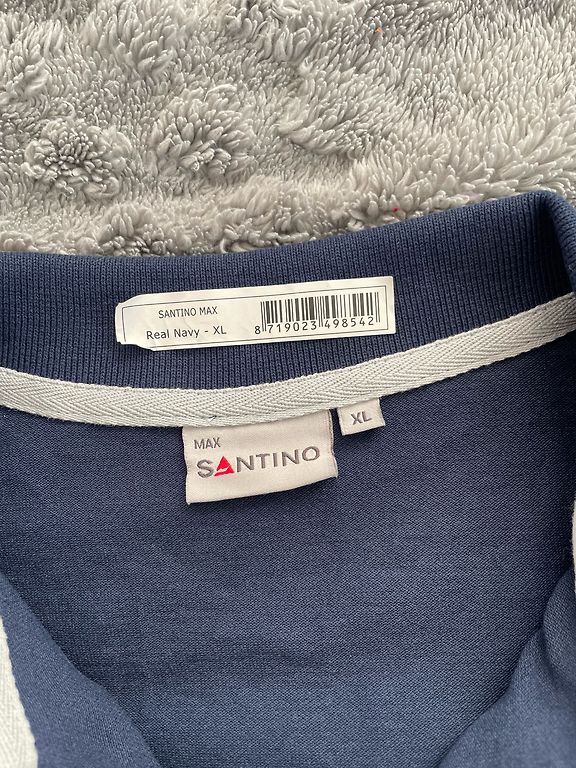 SANTINO MAX
Real Navy - XL
8 719023 498542
XL
MAX
SANTINO